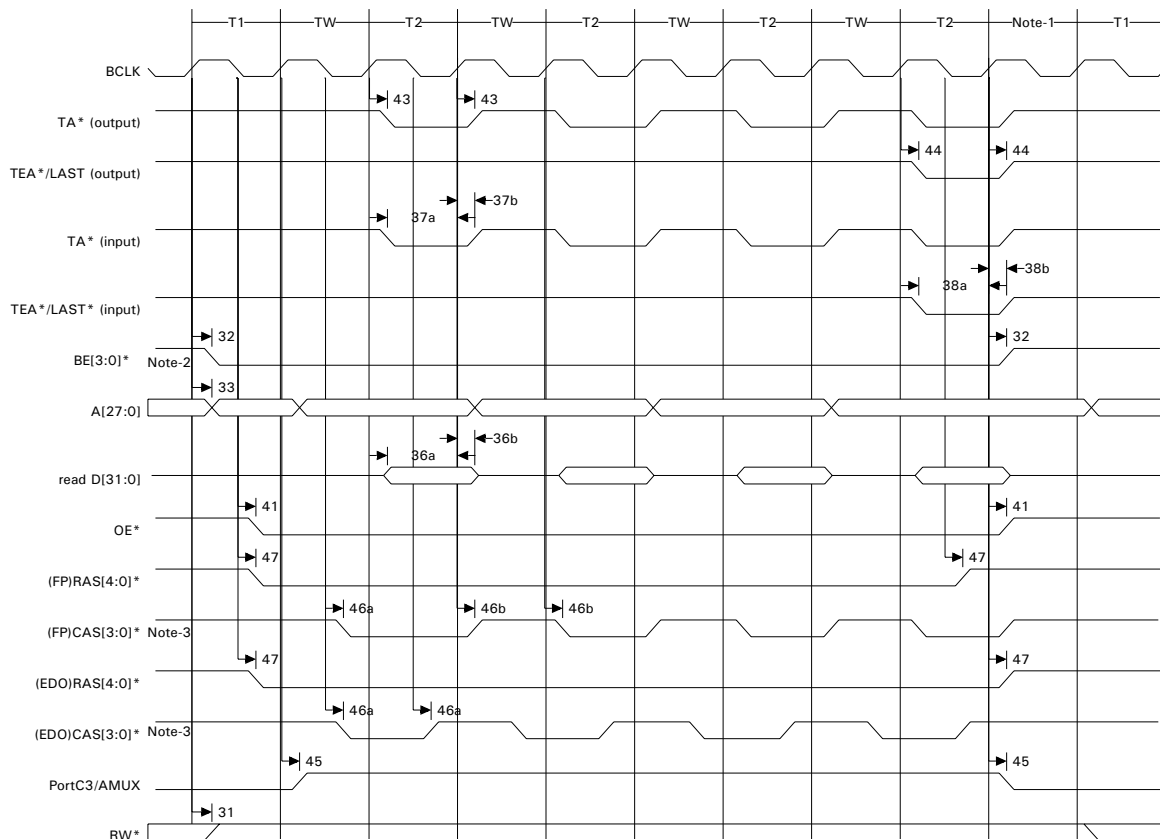 T1 TW T2 TW T2 TW T2 TW T2 Note-1 T1
BCLK
43 43
TA* (output)
44 44
TEA*/LAST (output)
37b
37a
TA* (input)
38b
38a
TEA*/LAST* (input)
32 32
BE[3:0]* Note-2
33
A[27:0]
36b
36a
read D[31:0]
41 41
OE*
47 47
(FP)RAS[4:0]*
46a 46b 46b
(FP)CAS[3:0]* Note-3
47 47
(EDO)RAS[4:0]*
46a 46a
(EDO)CAS[3:0]* Note-3
45 45
PortC3/AMUX
31
RW*